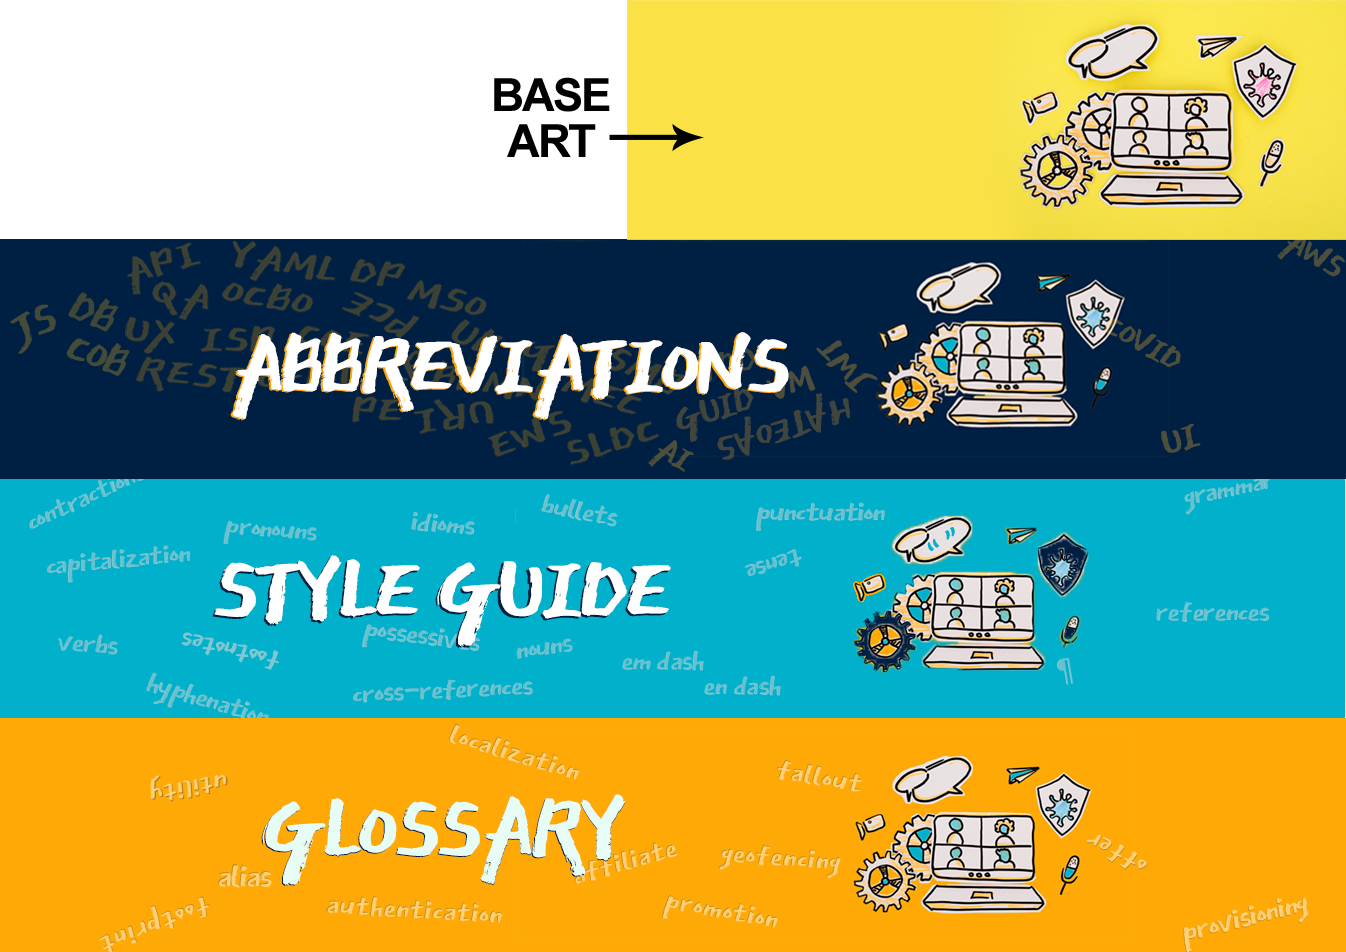 BASE
ART
AWS
API YAML DP MSO
QA OCBO PCC
JS DB UX ISP
COB REST
ABBREVIATIONS
COVID
TMC
VM
PE URI
EWS SLDC GUID HATEOAS
AI
UI
contractions
pronouns idioms bullets punctuation grammar
capitalization tense
STYLE GUIDE
references
verbs footnotes possessives nouns
em dash
hyphenation cross-references en dash
¶
localization
utility fallout
GLOSSARY
offer
alias affiliate geofencing
footprint authentication promotion provisioning